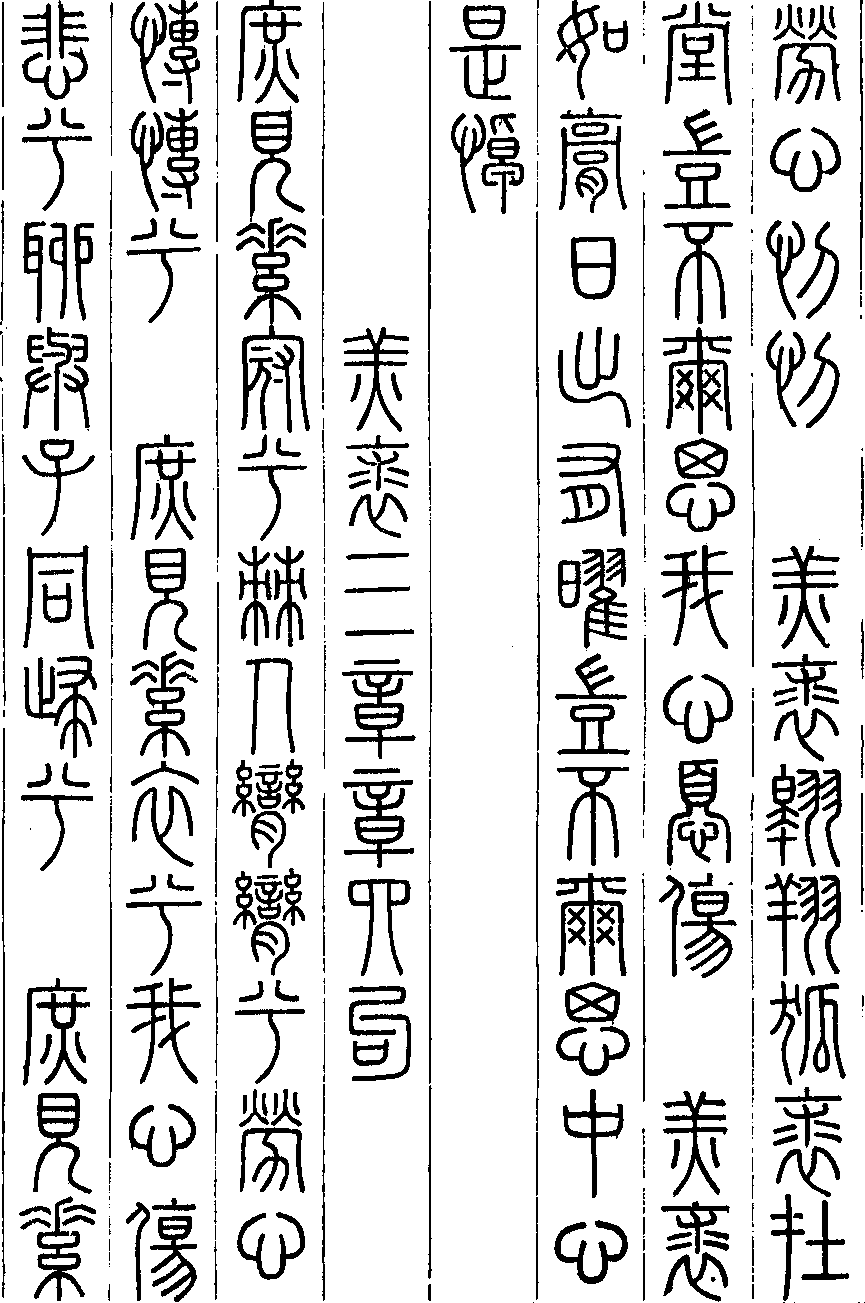 勞心忉忉　羔裘翱翔狐裘在
堂豈不爾思我心憂傷　羔裘
如膏日出有曜豈不爾思中心
是悼
羔裘三章章四句
庶見素冠兮棘人臠臠兮勞心
慱慱兮　庶見素衣兮我心傷
悲兮聊與子同歸兮　庶見素